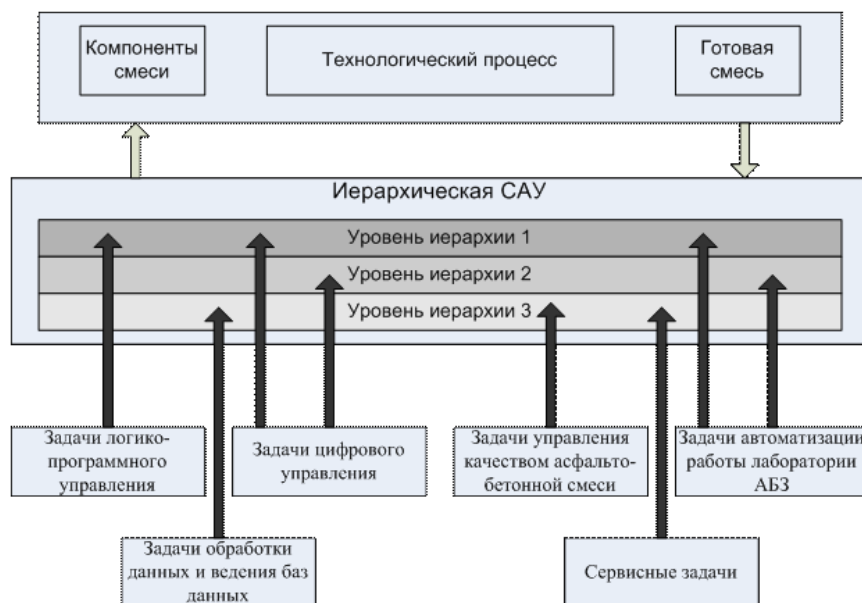 Компоненты
смеси
Технологический процесс
Готовая
смесь
Иерархическая САУ
Уровень иерархии 1
Уровень иерархии 2
Уровень иерархии 3
Задачи логико-
программного
управления
Задачи цифрового
управления
Задачи управления
качеством асфальто-
бетонной смеси
Задачи автоматизации
работы лаборатории
АБЗ
Задачи обработки
данных и ведения баз
данных
Сервисные задачи